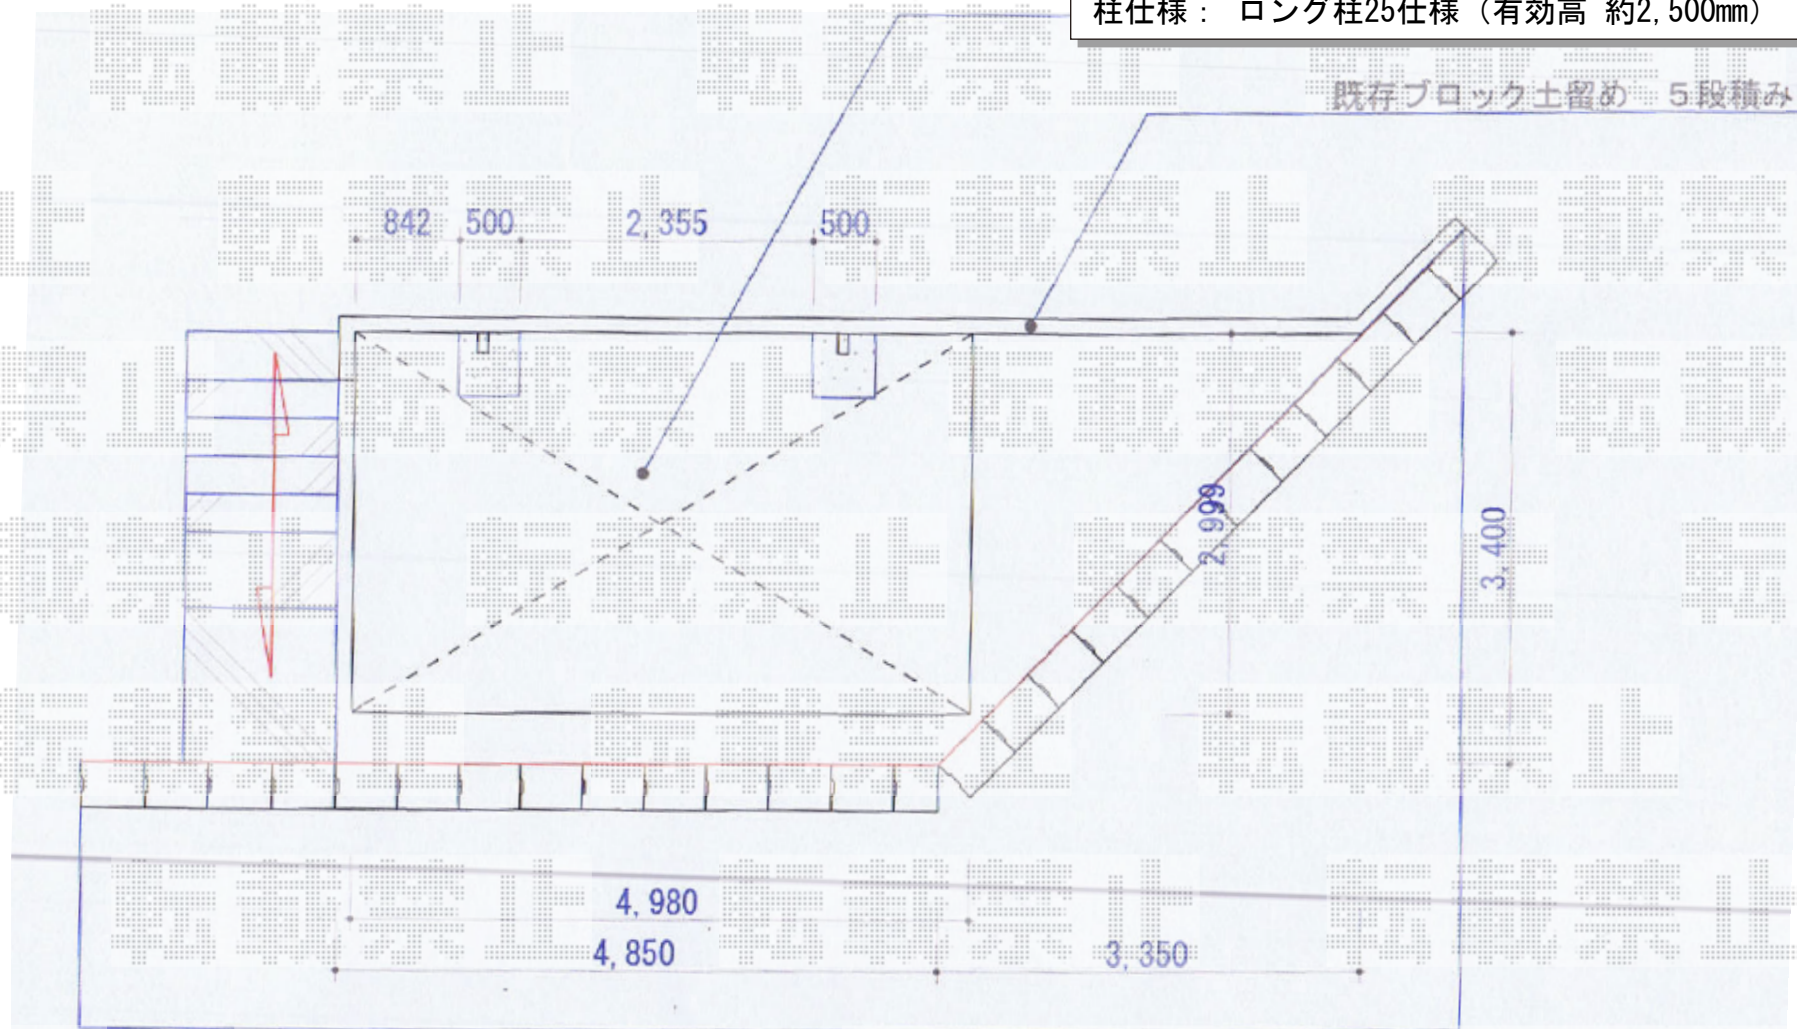 柱仕様： ロング柱25仕様（有効高 約2,500mm）
既存ブロック土留め　５段積み
842 500 2,355 500
2,999
3,400
4,980
4,850 3,350
転載禁止